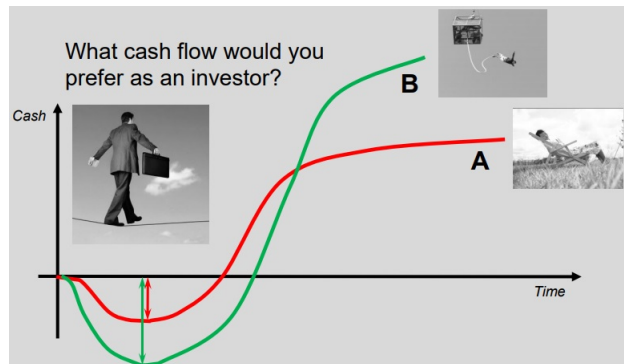 What cash flow would you
prefer as an investor?
Cash
B
A
Time